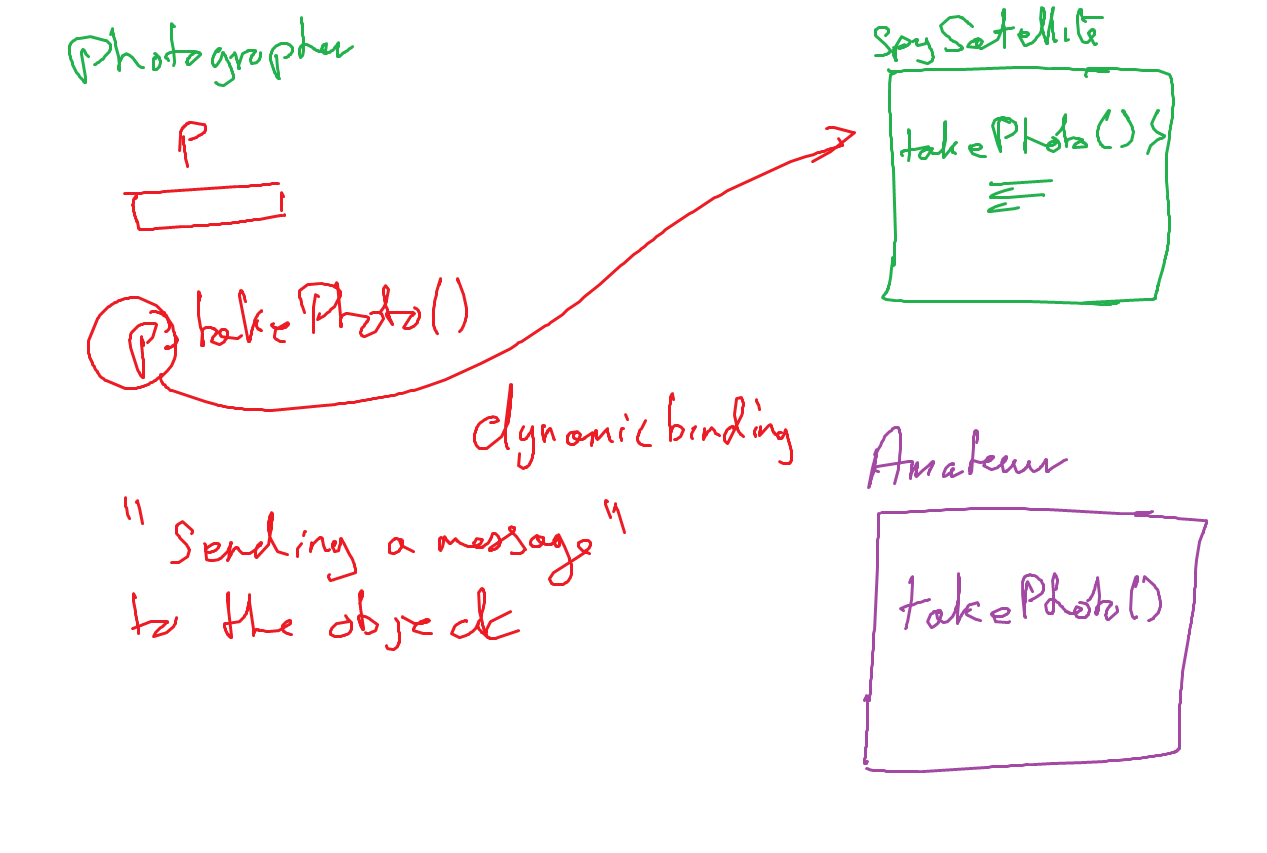 Photographer
P
P. takePhoto()
dynamic binding
"Sending a message"
to the object
SpySatellite
takePhoto() {
Amateur
takePhoto()